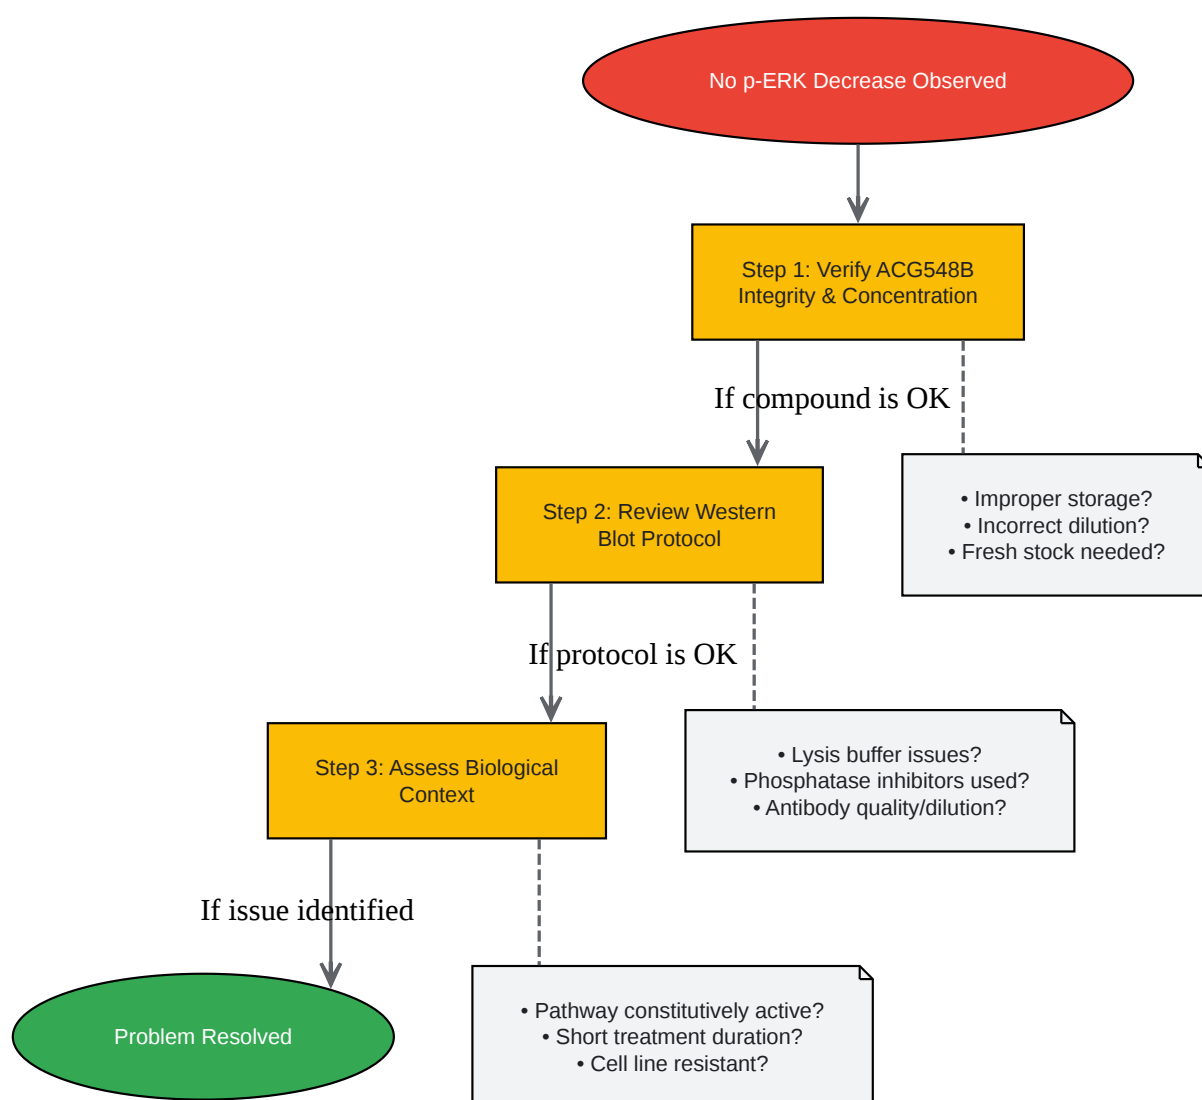 No p-ERK Decrease Observed
Step 1: Verify ACG548B
Integrity & Concentration
If compound is OK
• Improper storage?
• Incorrect dilution?
• Fresh stock needed?
Step 2: Review Western
Blot Protocol
If protocol is OK
• Lysis buffer issues?
• Phosphatase inhibitors used?
• Antibody quality/dilution?
Step 3: Assess Biological
Context
If issue identified
• Pathway constitutively active?
• Short treatment duration?
• Cell line resistant?
Problem Resolved